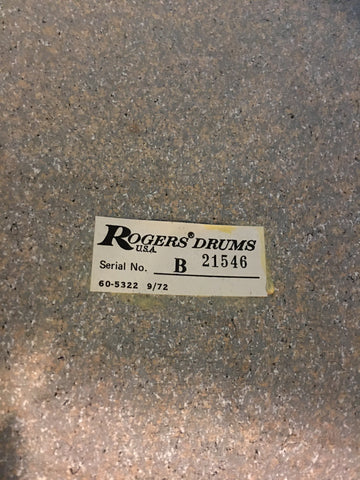 ROGERS® DRUMS
U.S.A.
Serial No. B 21546
60-5322 9/72